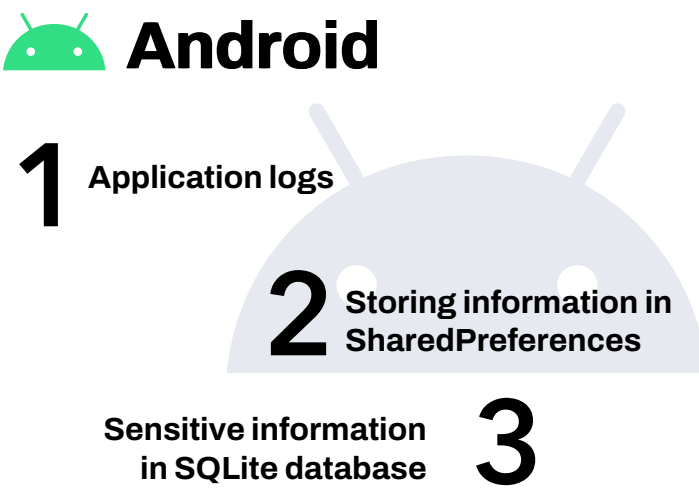 Android
1
Application logs
2
Storing information in
SharedPreferences
Sensitive information
in SQLite database
3